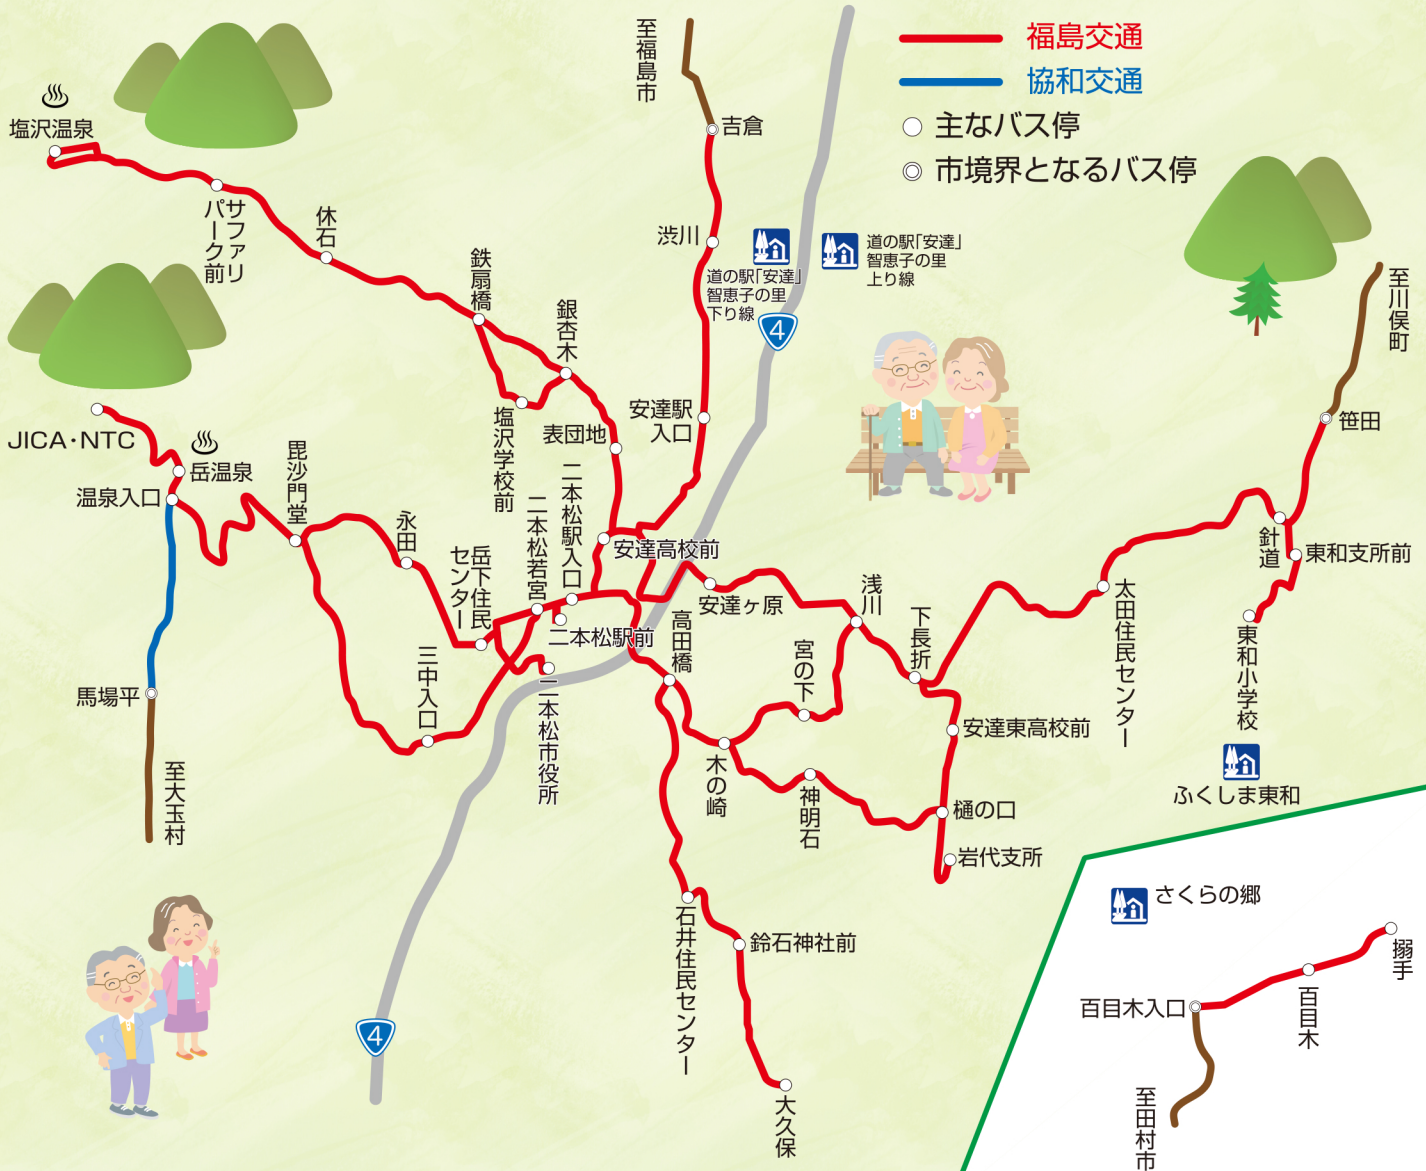 福島交通
協和交通
主なバス停
市境界となるバス停
至福島市
吉倉
渋川
道の駅「安達」
智恵子の里
下り線
道の駅「安達」
智恵子の里
上り線
4
安達駅
入口
塩沢温泉
サファリ
パーク前
休石
鉄扇橋
銀杏木
塩沢学校前
表団地
JICA・NTC
岳温泉
温泉入口
毘沙門堂
永田
岳下住民
センター
二本松若宮
二本松駅入口
安達高校前
二本松駅前
二本松市役所
三中入口
馬場平
至大玉村
安達ヶ原
高田橋
浅川
宮の下
下長折
木の崎
神明石
安達東高校前
樋の口
岩代支所
太田住民センター
至川俣町
笹田
針道
東和支所前
東和小学校
ふくしま東和
石井住民センター
鈴石神社前
大久保
4
さくらの郷
百目木入口
百目木
搦手
至田村市